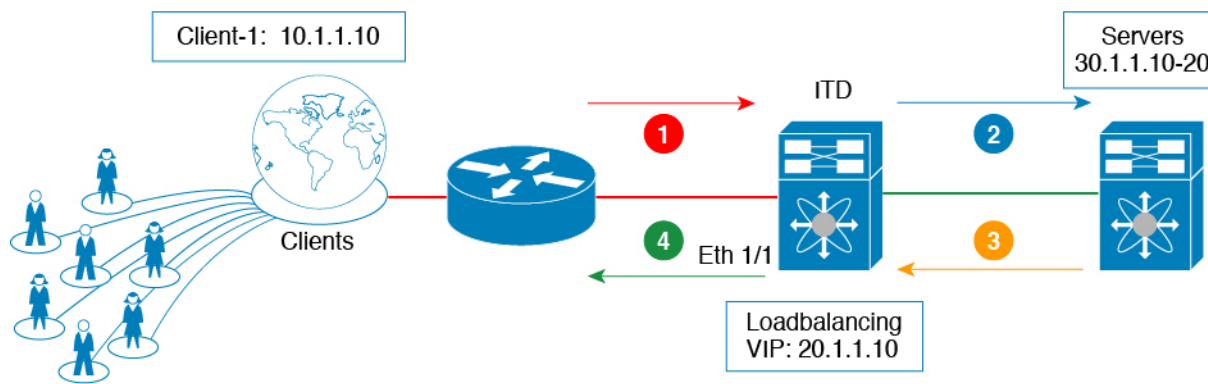 Client-1: 10.1.1.10
Servers
30.1.1.10-20
ITD
1
2
Clients
4
Eth 1/1
3
Loadbalancing
VIP: 20.1.1.10